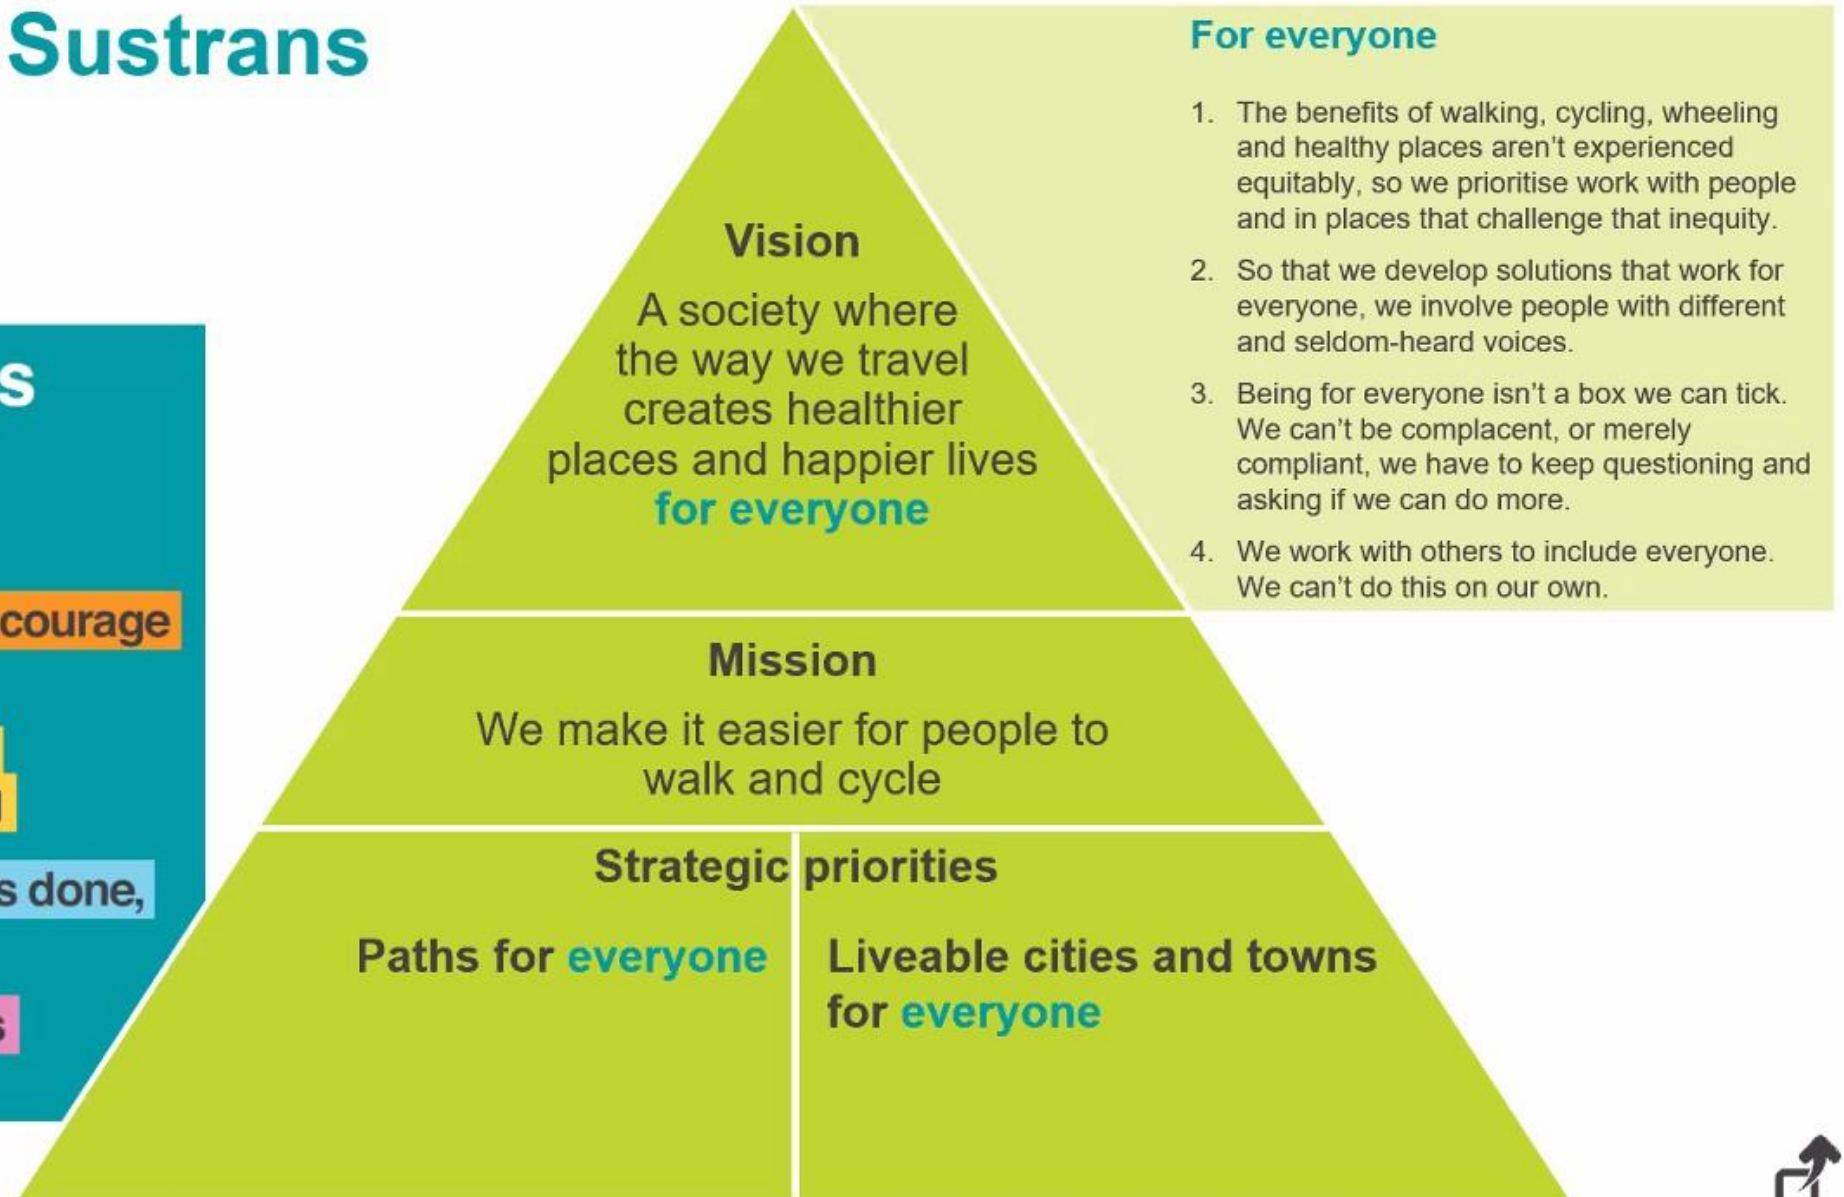 Sustrans
For everyone
1. The benefits of walking, cycling, wheeling
and healthy places aren't experienced
equitably, so we prioritise work with people
and in places that challenge that inequity.
2. So that we develop solutions that work for
everyone, we involve people with different
and seldom-heard voices.
3. Being for everyone isn't a box we can tick.
We can't be complacent, or merely
compliant, we have to keep questioning and
asking if we can do more.
4. We work with others to include everyone.
We can't do this on our own.
Vision
A society where
the way we travel
creates healthier
places and happier lives
for everyone
Mission
We make it easier for people to
walk and cycle
Strategic priorities
Paths for everyone
Liveable cities and towns
for everyone
s
courage
s done,
s